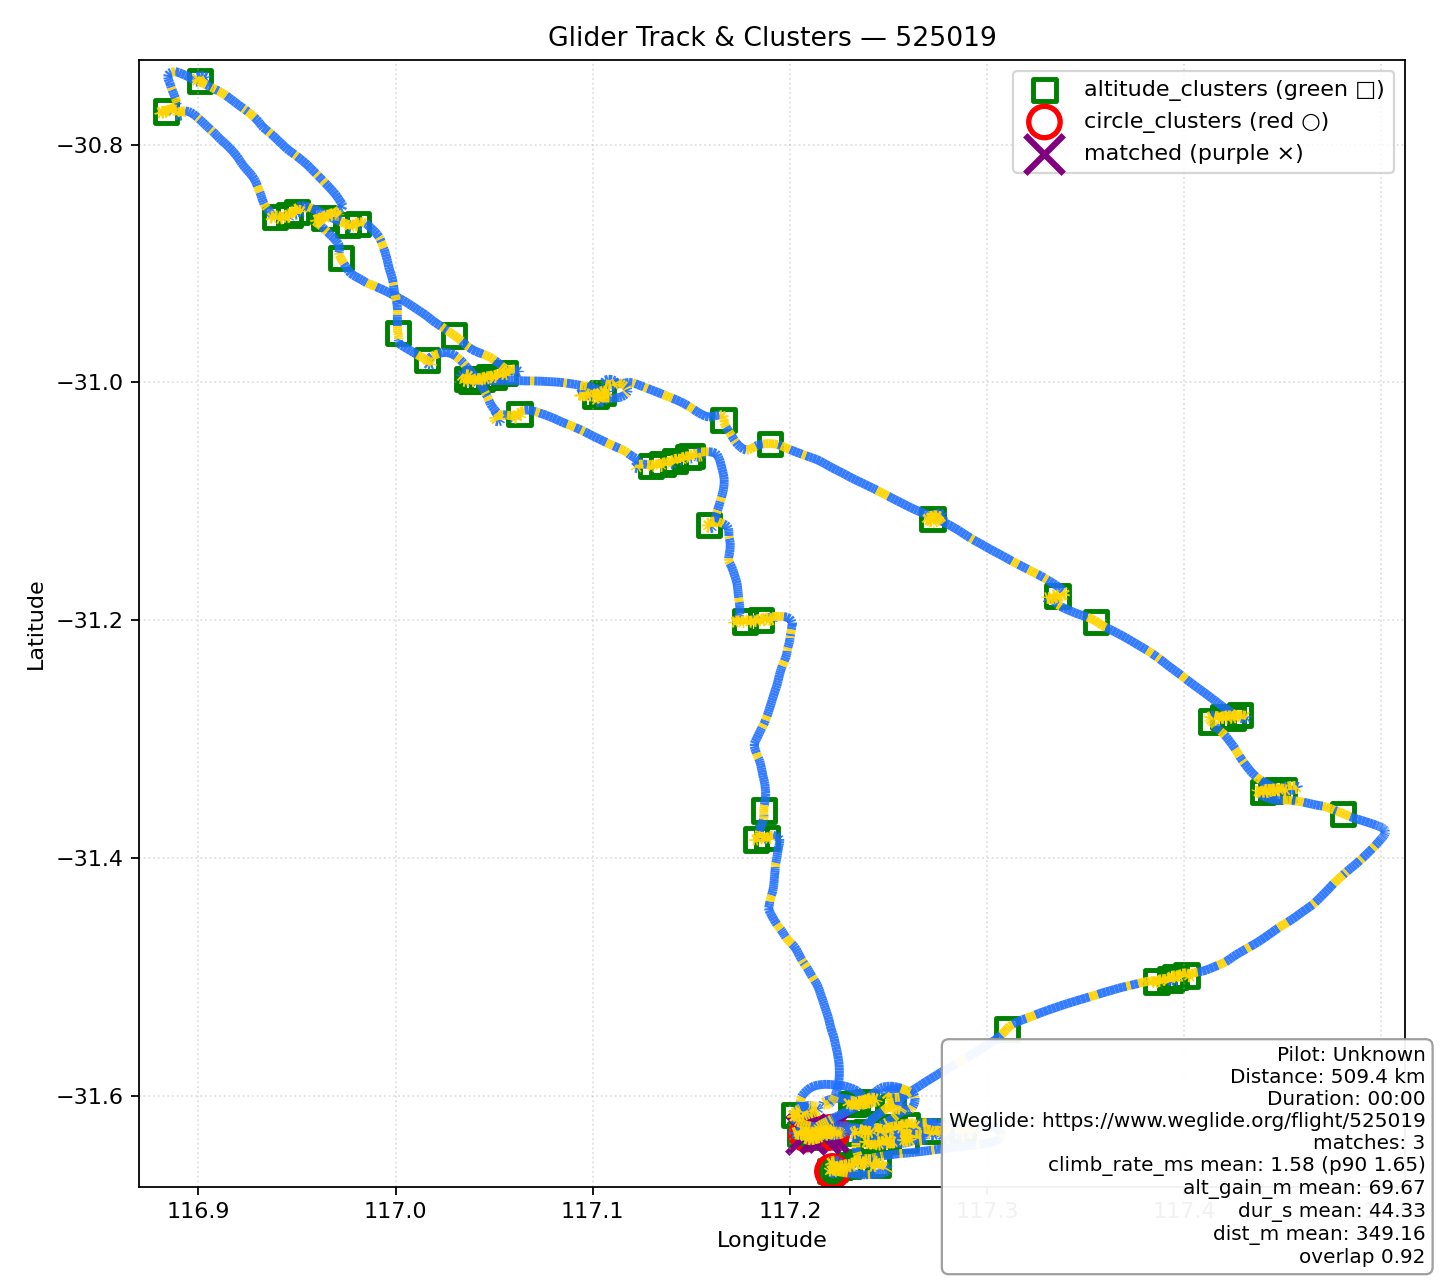 Glider Track & Clusters — 525019
altitude_clusters (green □)
circle_clusters (red ○)
matched (purple ×)
−30.8
−31.0
−31.2
−31.4
−31.6
Latitude
116.9
117.0
117.1
117.2
117.3
117.4
Longitude
Pilot: Unknown
Distance: 509.4 km
Duration: 00:00
Weglide: https://www.weglide.org/flight/525019
matches: 3
climb_rate_ms mean: 1.58 (p90 1.65)
alt_gain_m mean: 69.67
dur_s mean: 44.33
dist_m mean: 349.16
overlap 0.92